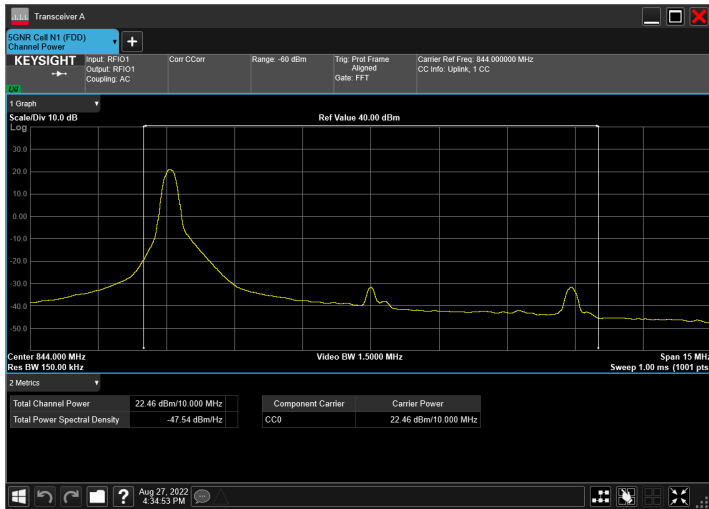 Transceiver A
5GNR Cell N1 (FDD)
Channel Power
KEYSIGHT
LXI
Input: RFIO1
Output: RFIO1
Coupling: AC
Corr CCorr
Range: -60 dBm
Trig: Prot Frame
Aligned
Gate: FFT
Carrier Ref Freq: 844.000000 MHz
CC Info: Uplink, 1 CC
1 Graph
Scale/Div 10.0 dB
Ref Value 40.00 dBm
Log
30.0
20.0
10.0
0.00
-10.0
-20.0
-30.0
-40.0
-50.0
Center 844.000 MHz
Video BW 1.5000 MHz
Span 15 MHz
Res BW 150.00 kHz
Sweep 1.00 ms (1001 pts
2 Metrics
Total Channel Power 22.46 dBm/10.000 MHz
Total Power Spectral Density -47.54 dBm/Hz
Component Carrier Carrier Power
CC0 22.46 dBm/10.000 MHz
?
Aug 27, 2022
4:34:53 PM